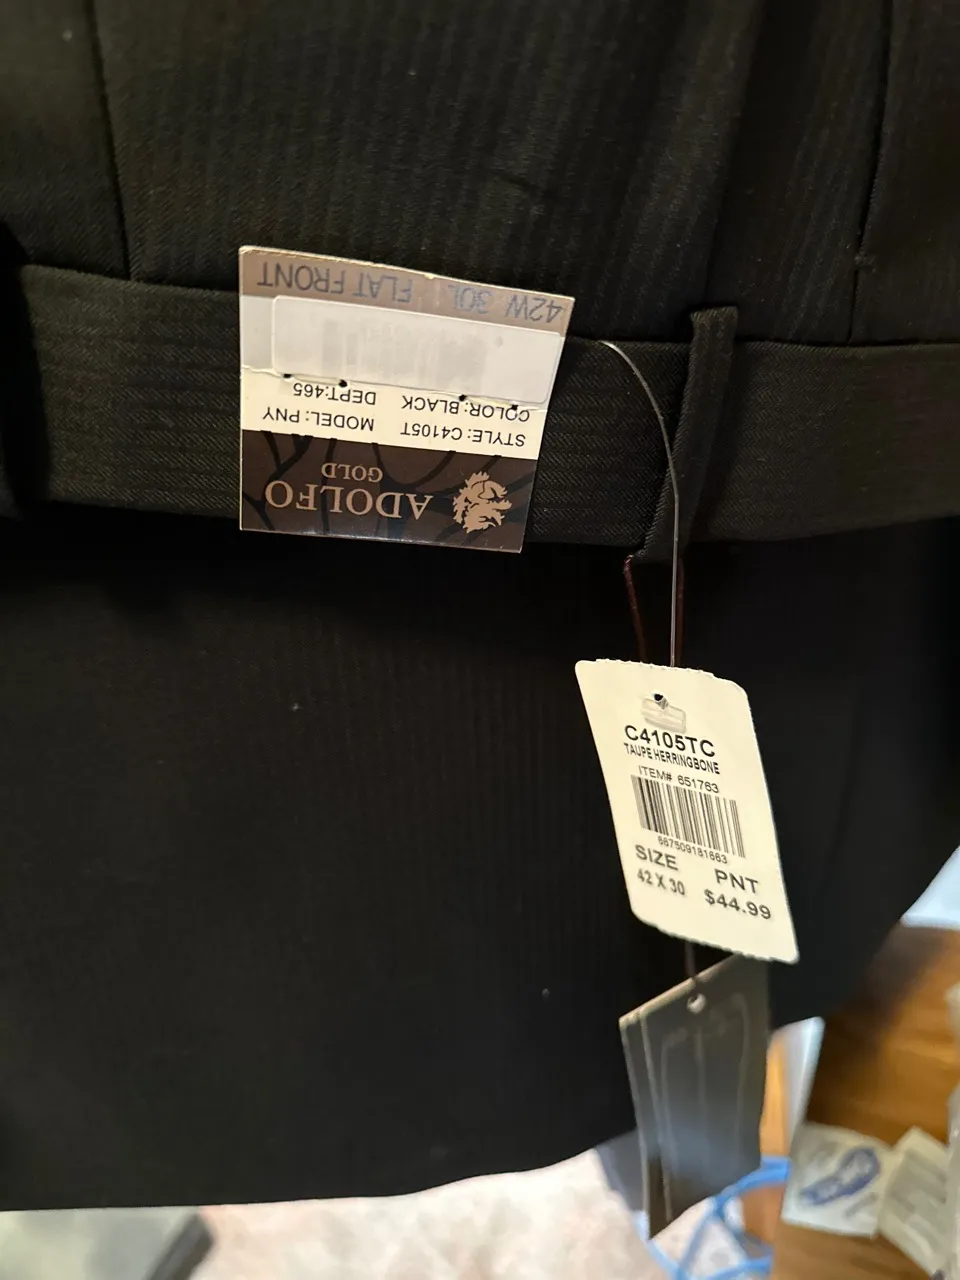 ADOLFO
GOLD
STYLE: C4105T MODEL: PNY
COLOR: BLACK DEPT: 465
42W 30L FLAT FRONT
C4105TC
TAUPE HERRINGBONE
ITEM# 651763
667509181663
SIZE PNT
42 X 30 $44.99